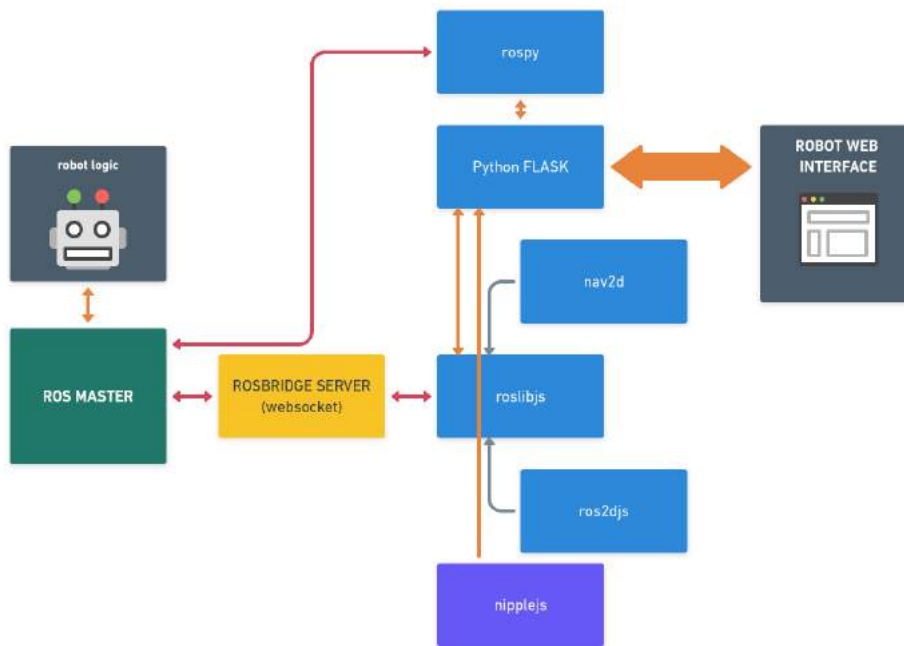 rospy
robot logic
Python FLASK
ROBOT WEB
INTERFACE
nav2d
ROS MASTER
ROSBRIDGE SERVER
(websocket)
roslibjs
ros2djs
nipplejs